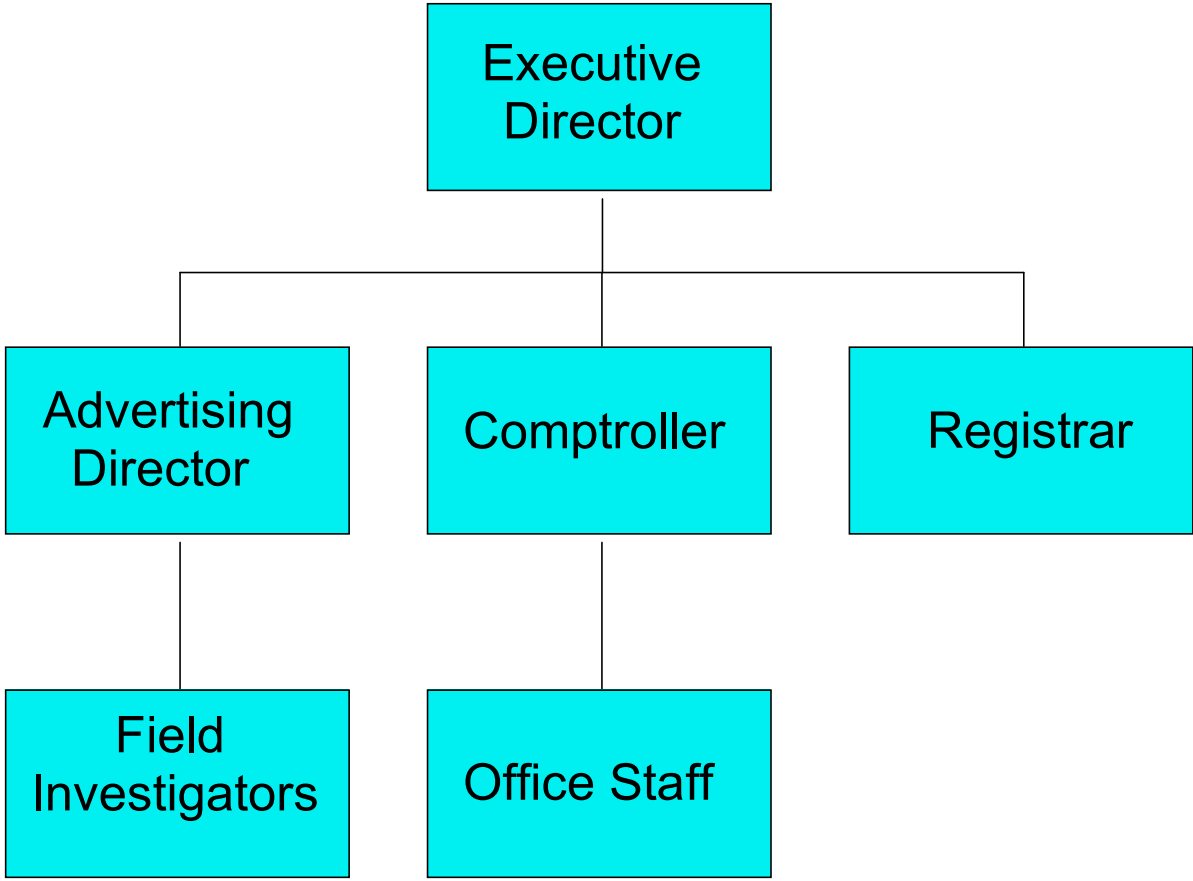 Executive
Director
Advertising
Director
Comptroller
Registrar
Field
Investigators
Office Staff